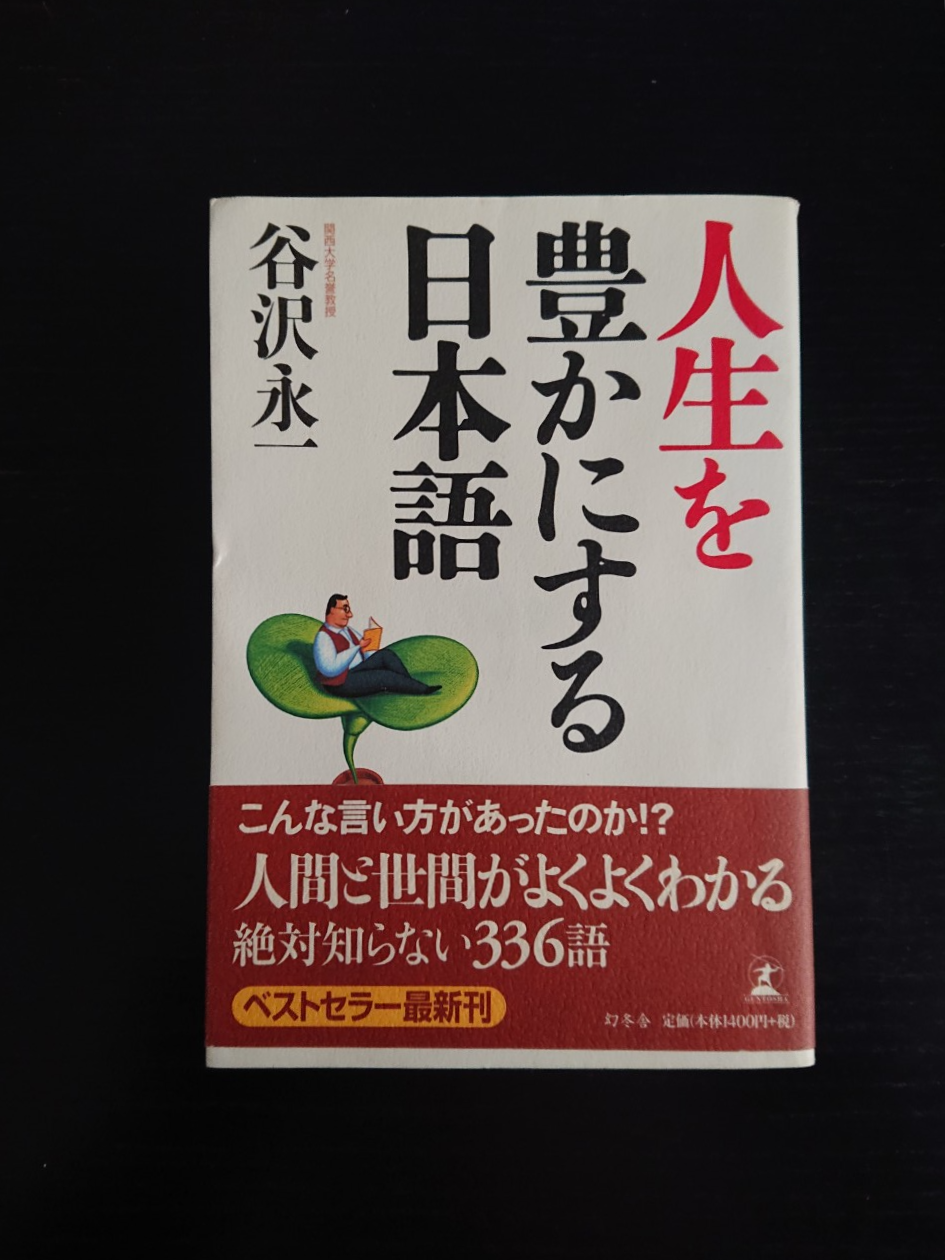 人生を
豊かにする
日本語
関西大学名誉教授
谷沢永一
こんな言い方があったのか!?
人間と世間がよくよくわかる
絶対知らない336語
ベストセラー最新刊
GENTOSHA
幻冬舎 定価(本体1400円+税)